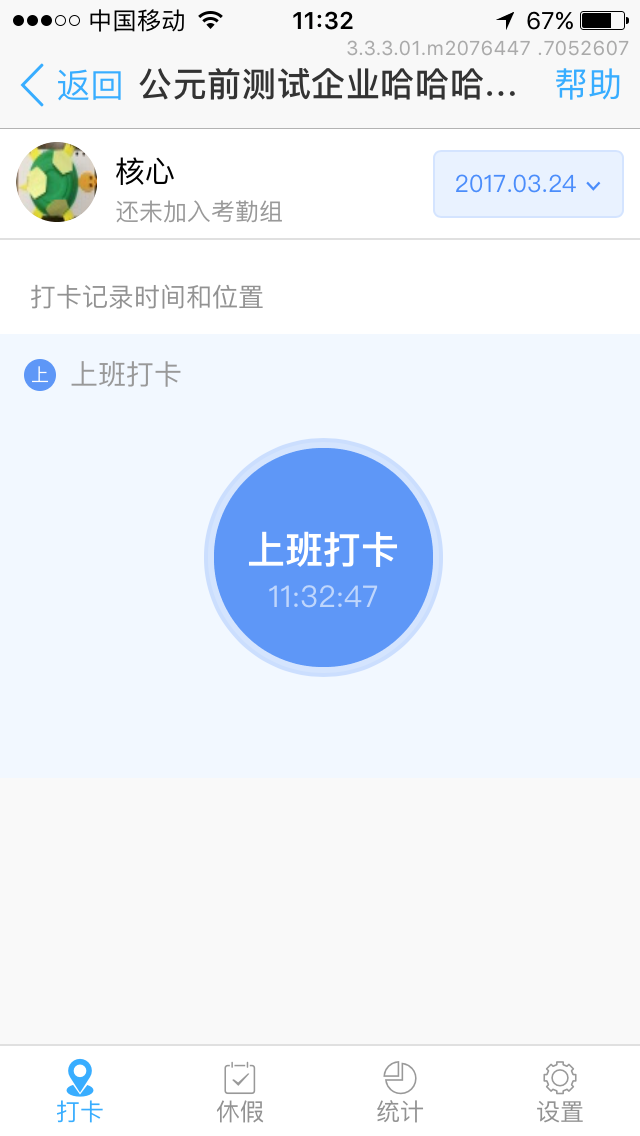 中国移动 11:32 67%
3.3.3.01.m2076447 .7052607
返回 公元前测试企业哈哈哈... 帮助
核心
还未加入考勤组
2017.03.24
打卡记录时间和位置
上 上班打卡
上班打卡
11:32:47
打卡 休假 统计 设置